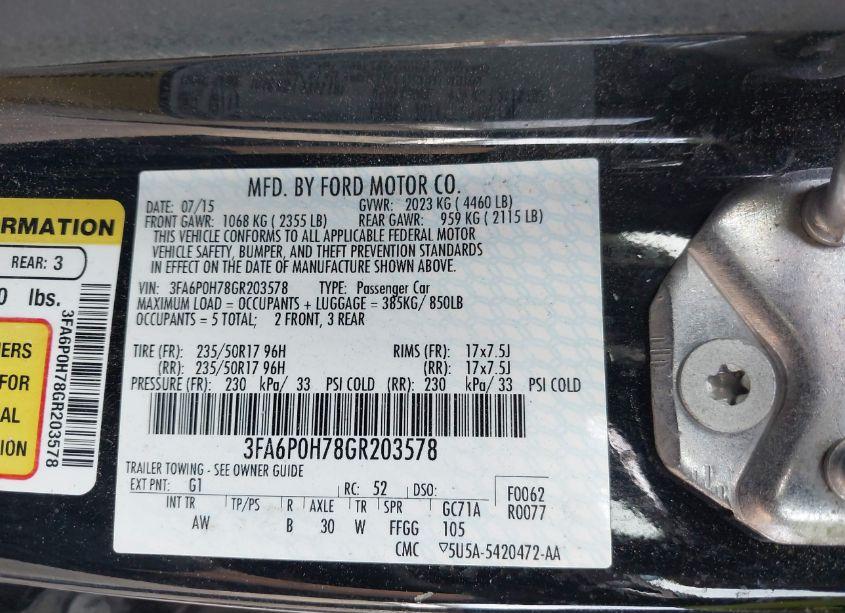 MFD. BY FORD MOTOR CO.
DATE: 07/15 GVWR: 2023 KG ( 4460 LB)
FRONT GAWR: 1068 KG ( 2355 LB) REAR GAWR: 959 KG ( 2115 LB)
THIS VEHICLE CONFORMS TO ALL APPLICABLE FEDERAL MOTOR
VEHICLE SAFETY, BUMPER, AND THEFT PREVENTION STANDARDS
IN EFFECT ON THE DATE OF MANUFACTURE SHOWN ABOVE.
VIN: 3FA6P0H78GR203578 TYPE: Passenger Car
MAXIMUM LOAD = OCCUPANTS + LUGGAGE = 385KG/ 850LB
OCCUPANTS = 5 TOTAL; 2 FRONT, 3 REAR
TIRE (FR): 235/50R17 96H RIMS (FR): 17x7.5J
(RR): 235/50R17 96H (RR): 17x7.5J
PRESSURE (FR): 230 kPa/ 33 PSI COLD (RR): 230 kPa/ 33 PSI COLD
3FA6P0H78GR203578
TRAILER TOWING - SEE OWNER GUIDE
EXT PNT: G1 RC: 52 DSO: F0062
INT TR TP/PS R AXLE TR SPR GC71A R0077
AW B 30 W FFGG 105
CMC ▽5U5A-5420472-AA
ORMATION
REAR: 3
0 lbs.
3FA6P0H78GR203578
NERS
FOR
AL
ION